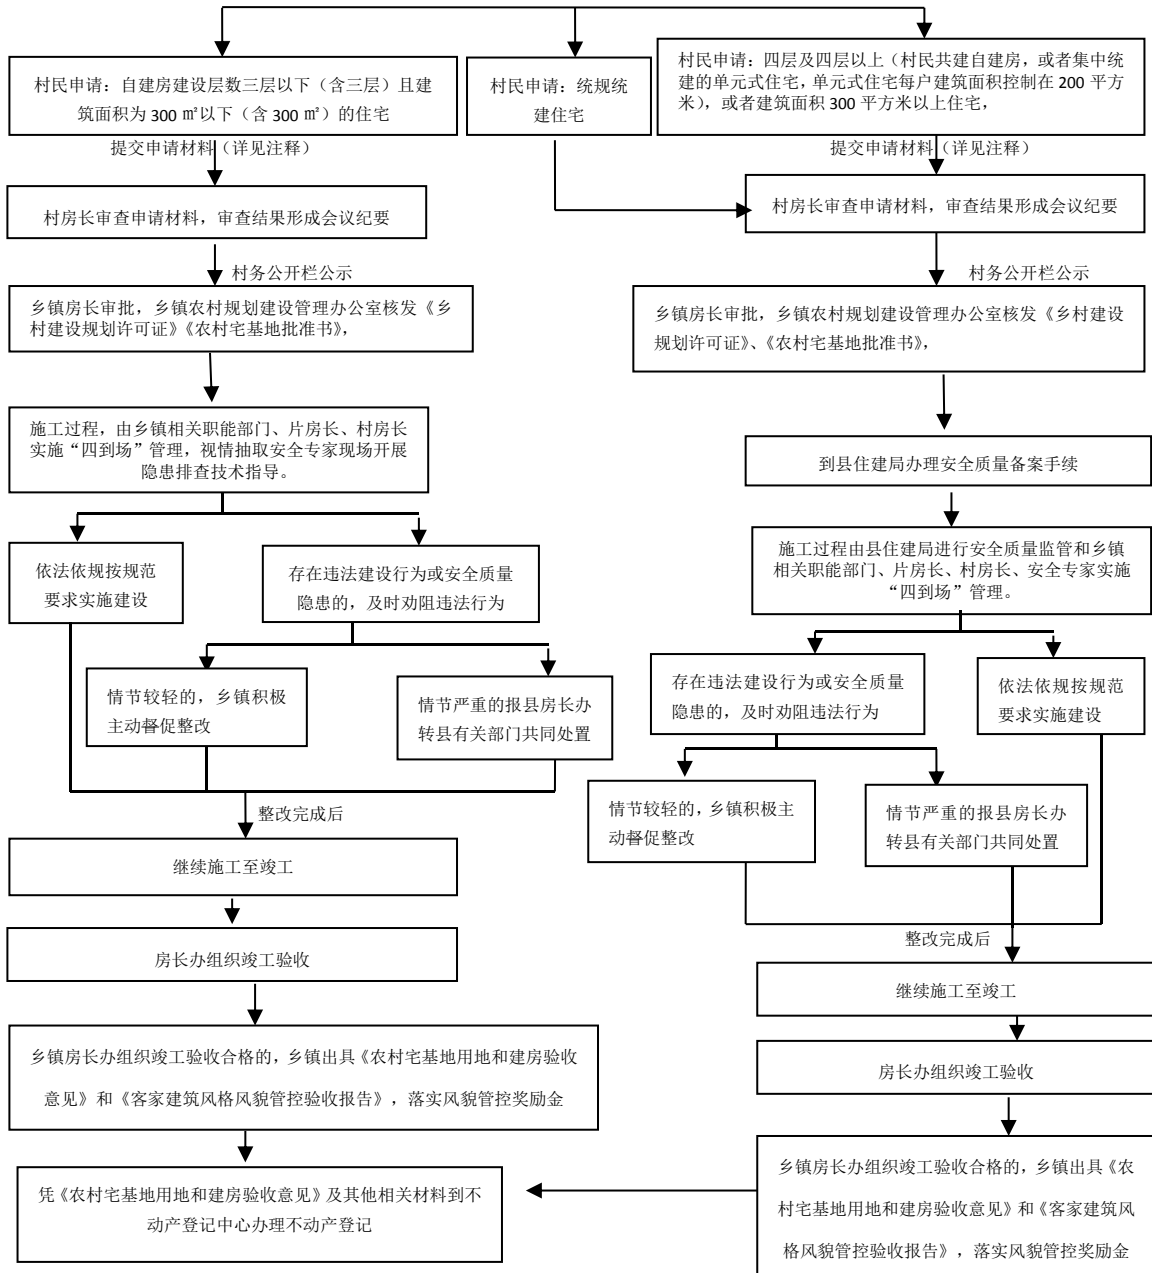 村民申请：自建房建设层数三层以下（含三层）且建
筑面积为 300 ㎡以下（含 300 ㎡）的住宅
村民申请：统规统
建住宅
村民申请：四层及四层以上（村民共建自建房，或者集中统
建的单元式住宅，单元式住宅每户建筑面积控制在 200 平方
米），或者建筑面积 300 平方米以上住宅，
提交申请材料（详见注释）
提交申请材料（详见注释）
村房长审查申请材料，审查结果形成会议纪要
村房长审查申请材料，审查结果形成会议纪要
村务公开栏公示
村务公开栏公示
乡镇房长审批，乡镇农村规划建设管理办公室核发《乡
村建设规划许可证》《农村宅基地批准书》，
乡镇房长审批，乡镇农村规划建设管理办公室核发《乡村建设
规划许可证》、《农村宅基地批准书》，
施工过程，由乡镇相关职能部门、片房长、村房长
实施“四到场”管理，视情抽取安全专家现场开展
隐患排查技术指导。
到县住建局办理安全质量备案手续
依法依规按规范
要求实施建设
存在违法建设行为或安全质量
隐患的，及时劝阻违法行为
施工过程由县住建局进行安全质量监管和乡镇
相关职能部门、片房长、村房长、安全专家实施
“四到场”管理。
情节较轻的，乡镇积极
主动督促整改
情节严重的报县房长办
转县有关部门共同处置
存在违法建设行为或安全质量
隐患的，及时劝阻违法行为
依法依规按规范
要求实施建设
情节较轻的，乡镇积极主
动督促整改
情节严重的报县房长办
转县有关部门共同处置
整改完成后
继续施工至竣工
整改完成后
房长办组织竣工验收
继续施工至竣工
乡镇房长办组织竣工验收合格的，乡镇出具《农村宅基地用地和建房验收
意见》和《客家建筑风格风貌管控验收报告》，落实风貌管控奖励金
房长办组织竣工验收
凭《农村宅基地用地和建房验收意见》及其他相关材料到不
动产登记中心办理不动产登记
乡镇房长办组织竣工验收合格的，乡镇出具《农
村宅基地用地和建房验收意见》和《客家建筑风
格风貌管控验收报告》，落实风貌管控奖励金